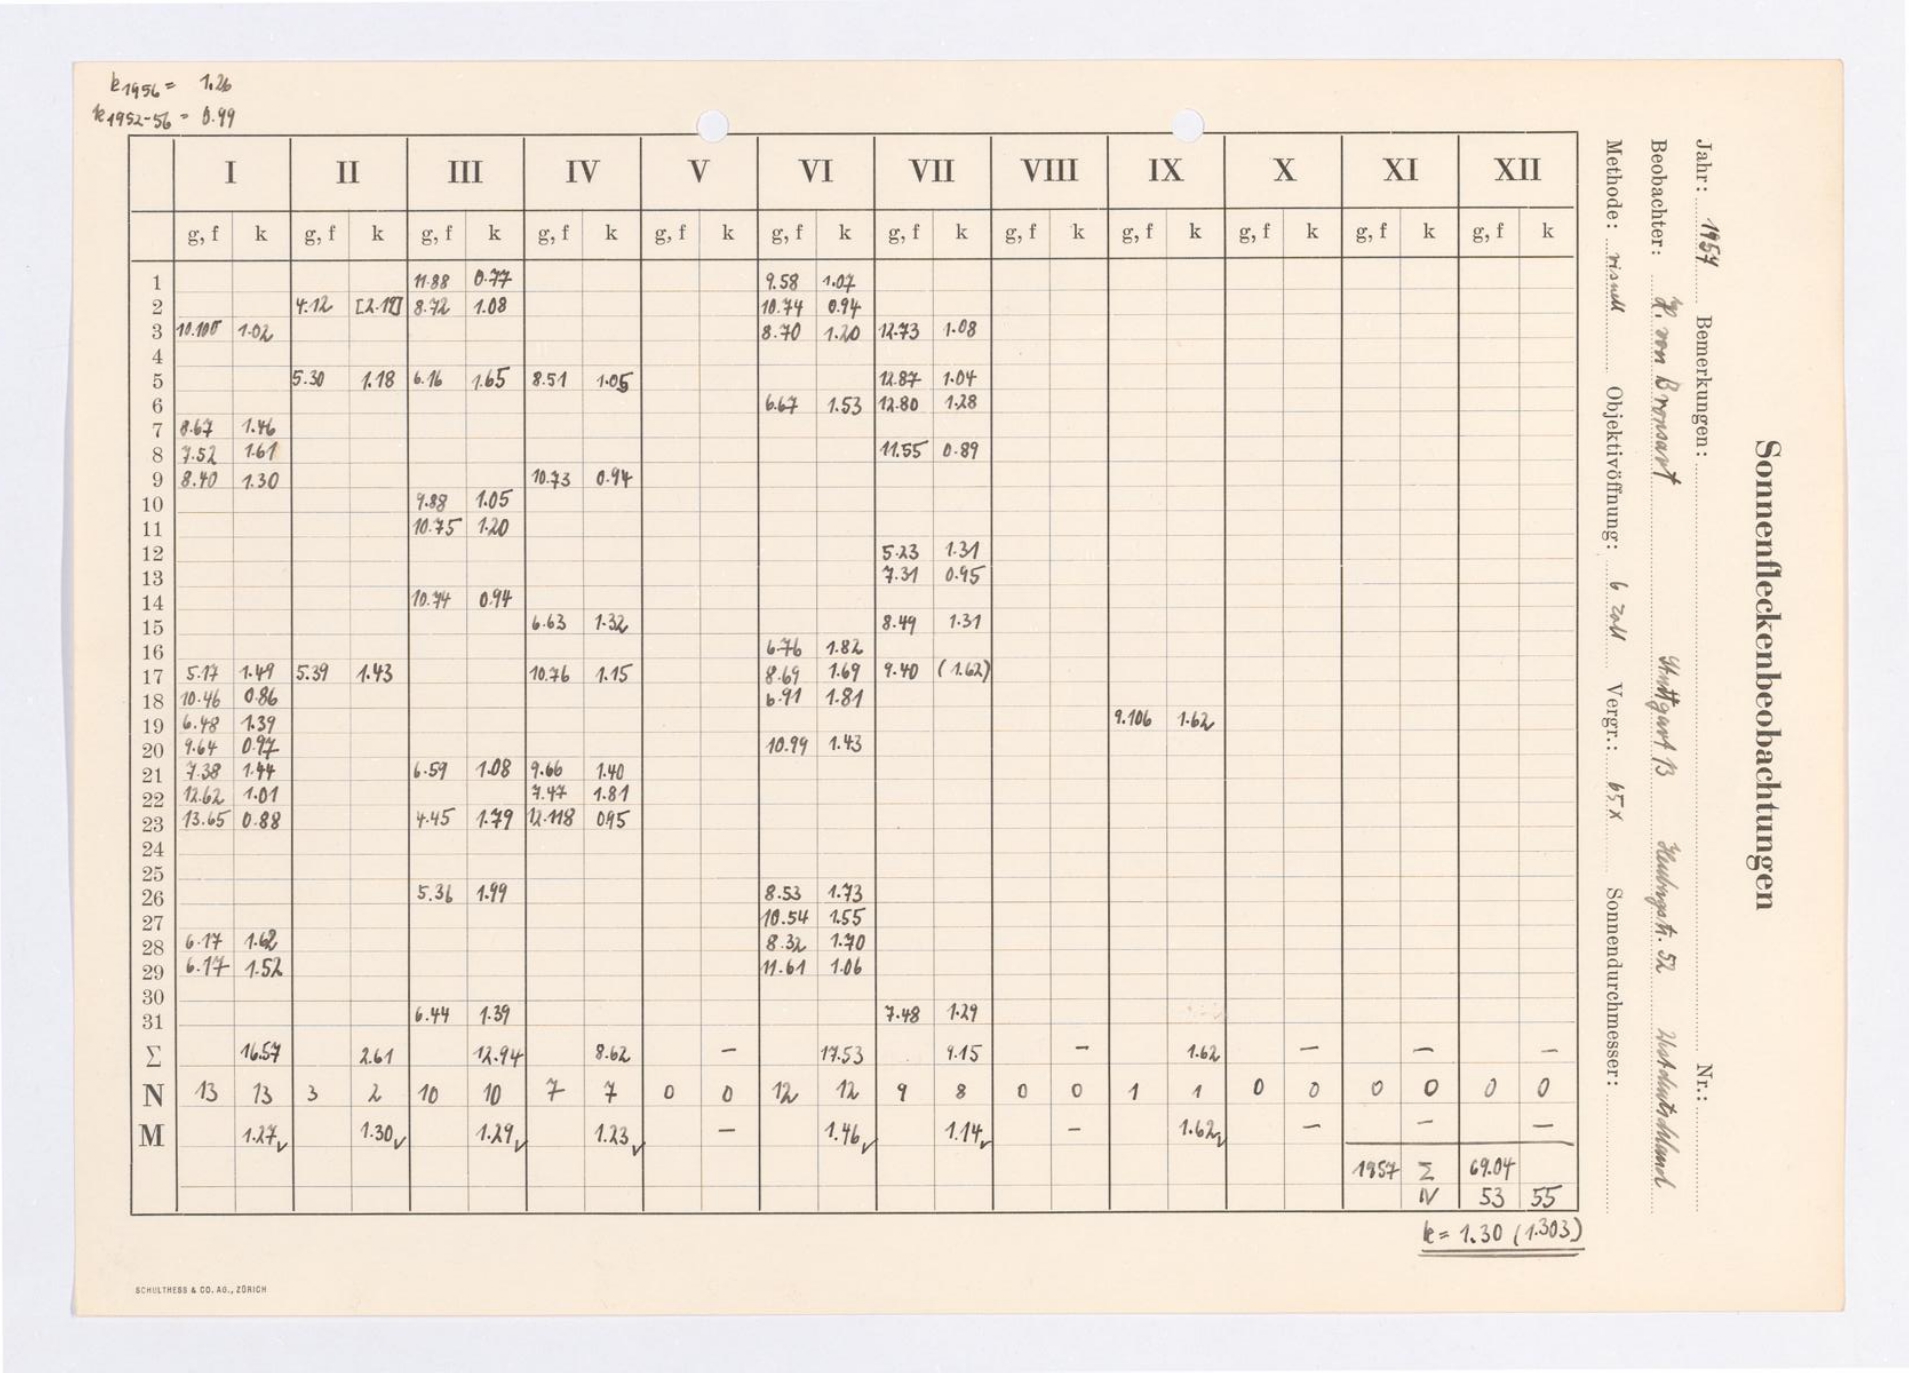 k1956 = 1.26
k1952-56 = 0.99
I II III IV V VI VII VIII IX X XI XII
g, f k g, f k g, f k g, f k g, f k g, f k g, f k g, f k g, f k g, f k g, f k g, f k
1 11.88 0.77 9.58 1.07
2 4.12 [2.19] 8.72 1.08 10.74 0.94
3 10.100 1.02 8.70 1.20 12.73 1.08
4
5 5.30 1.18 6.16 1.65 8.51 1.05 12.87 1.04
6 6.67 1.53 12.80 1.28
7 8.67 1.46
8 7.52 1.61 11.55 0.89
9 8.40 1.30 10.73 0.94
10 9.88 1.05
11 10.75 1.20
12 5.23 1.31
13 7.31 0.95
14 10.74 0.94
15 6.63 1.32 8.49 1.31
16 6.76 1.82
17 5.17 1.49 5.39 1.43 10.76 1.15 8.69 1.69 9.40 (1.62)
18 10.46 0.86 6.91 1.81
19 6.48 1.39 9.106 1.62
20 9.64 0.97 10.99 1.43
21 7.38 1.44 6.59 1.08 9.66 1.40
22 12.62 1.01 7.47 1.81
23 13.65 0.88 4.45 1.79 12.118 0.95
24
25
26 5.36 1.99 8.53 1.73
27 10.54 1.55
28 6.17 1.62 8.32 1.70
29 6.17 1.52 11.61 1.06
30
31 6.44 1.39 7.48 1.29
Σ 16.57 2.61 12.94 8.62 – 17.53 9.15 – 1.62 – – –
N 13 13 3 2 10 10 7 7 0 0 12 12 9 8 0 0 1 1 0 0 0 0 0 0
M 1.27✓ 1.30✓ 1.29✓ 1.23✓ – 1.46✓ 1.14✓ – 1.62✓ – – –
1957 Σ 69.04
N 53 55
k = 1.30 (1.303)
SCHULTHESS & CO. AG., ZÜRICH
Sonnenfleckenbeobachtungen
Jahr: 1957 Bemerkungen: Nr.:
Beobachter: H. von Bronsart Stuttgart 13 52 Westdeutschland
Methode: visuell Objektivöffnung: 6 Zoll Vergr.: 65x Sonnendurchmesser: